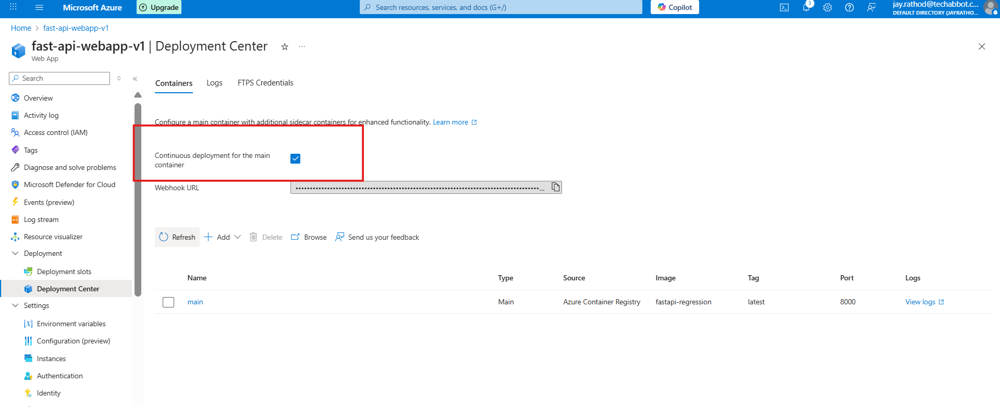 Microsoft Azure
Upgrade
Search resources, services, and docs (G+/)
Copilot
3
jay.rathod@techabbot.c...
DEFAULT DIRECTORY (JAYRATHO...
Home > fast-api-webapp-v1
fast-api-webapp-v1 | Deployment Center
Web App
Search
Overview
Activity log
Access control (IAM)
Tags
Diagnose and solve problems
Microsoft Defender for Cloud
Events (preview)
Log stream
Resource visualizer
Deployment
Deployment slots
Deployment Center
Settings
Environment variables
Configuration (preview)
Instances
Authentication
Identity
Containers Logs FTPS Credentials
Configure a main container with additional sidecar containers for enhanced functionality. Learn more
Continuous deployment for the main
container
Webhook URL
Refresh Add Delete Browse Send us your feedback
Name Type Source Image Tag Port Logs
main Main Azure Container Registry fastapi-regression latest 8000 View logs